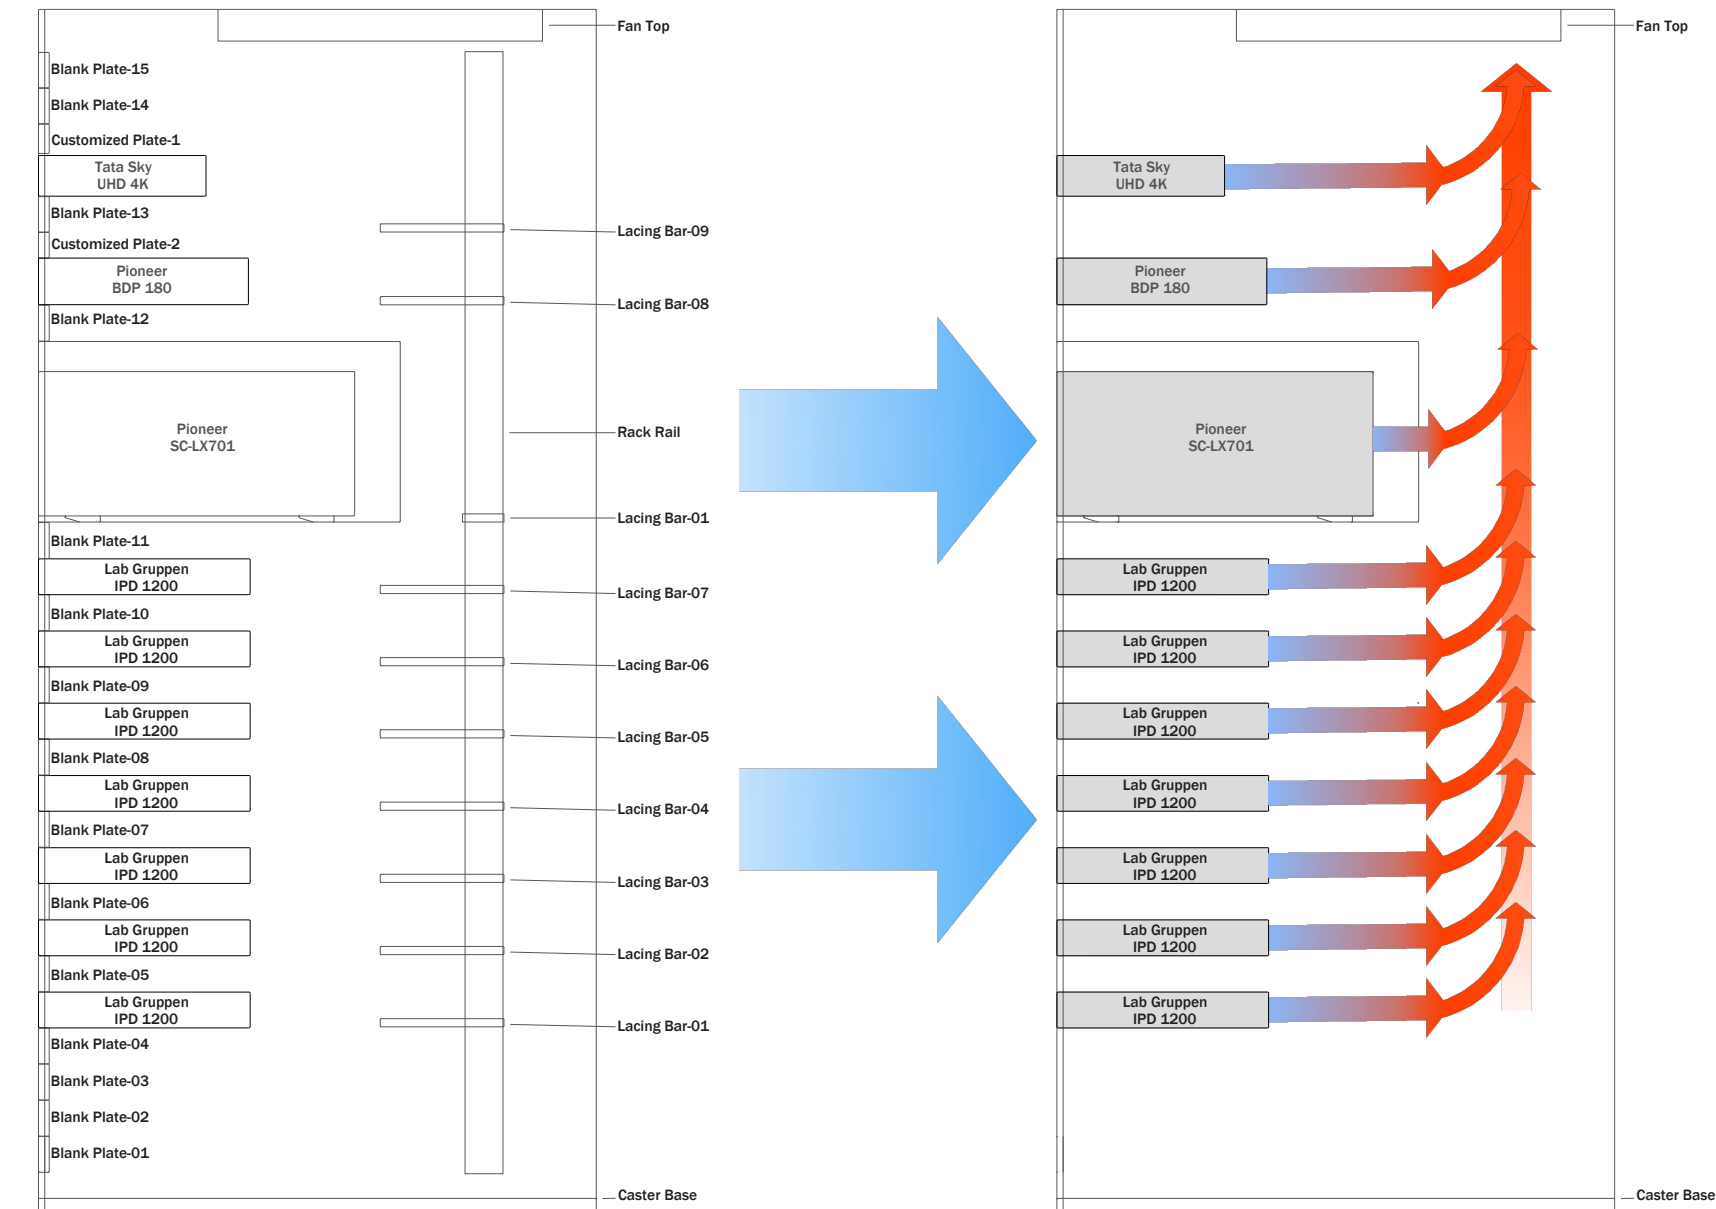 Fan Top
Blank Plate-15
Blank Plate-14
Customized Plate-1
Tata Sky
UHD 4K
Blank Plate-13
Lacing Bar-09
Customized Plate-2
Pioneer
BDP 180
Lacing Bar-08
Blank Plate-12
Pioneer
SC-LX701
Rack Rail
Lacing Bar-01
Blank Plate-11
Lab Gruppen
IPD 1200
Lacing Bar-07
Blank Plate-10
Lab Gruppen
IPD 1200
Lacing Bar-06
Blank Plate-09
Lab Gruppen
IPD 1200
Lacing Bar-05
Blank Plate-08
Lab Gruppen
IPD 1200
Lacing Bar-04
Blank Plate-07
Lab Gruppen
IPD 1200
Lacing Bar-03
Blank Plate-06
Lab Gruppen
IPD 1200
Lacing Bar-02
Blank Plate-05
Lab Gruppen
IPD 1200
Lacing Bar-01
Blank Plate-04
Blank Plate-03
Blank Plate-02
Blank Plate-01
Caster Base
Fan Top
Tata Sky
UHD 4K
Pioneer
BDP 180
Pioneer
SC-LX701
Lab Gruppen
IPD 1200
Lab Gruppen
IPD 1200
Lab Gruppen
IPD 1200
Lab Gruppen
IPD 1200
Lab Gruppen
IPD 1200
Lab Gruppen
IPD 1200
Lab Gruppen
IPD 1200
Caster Base